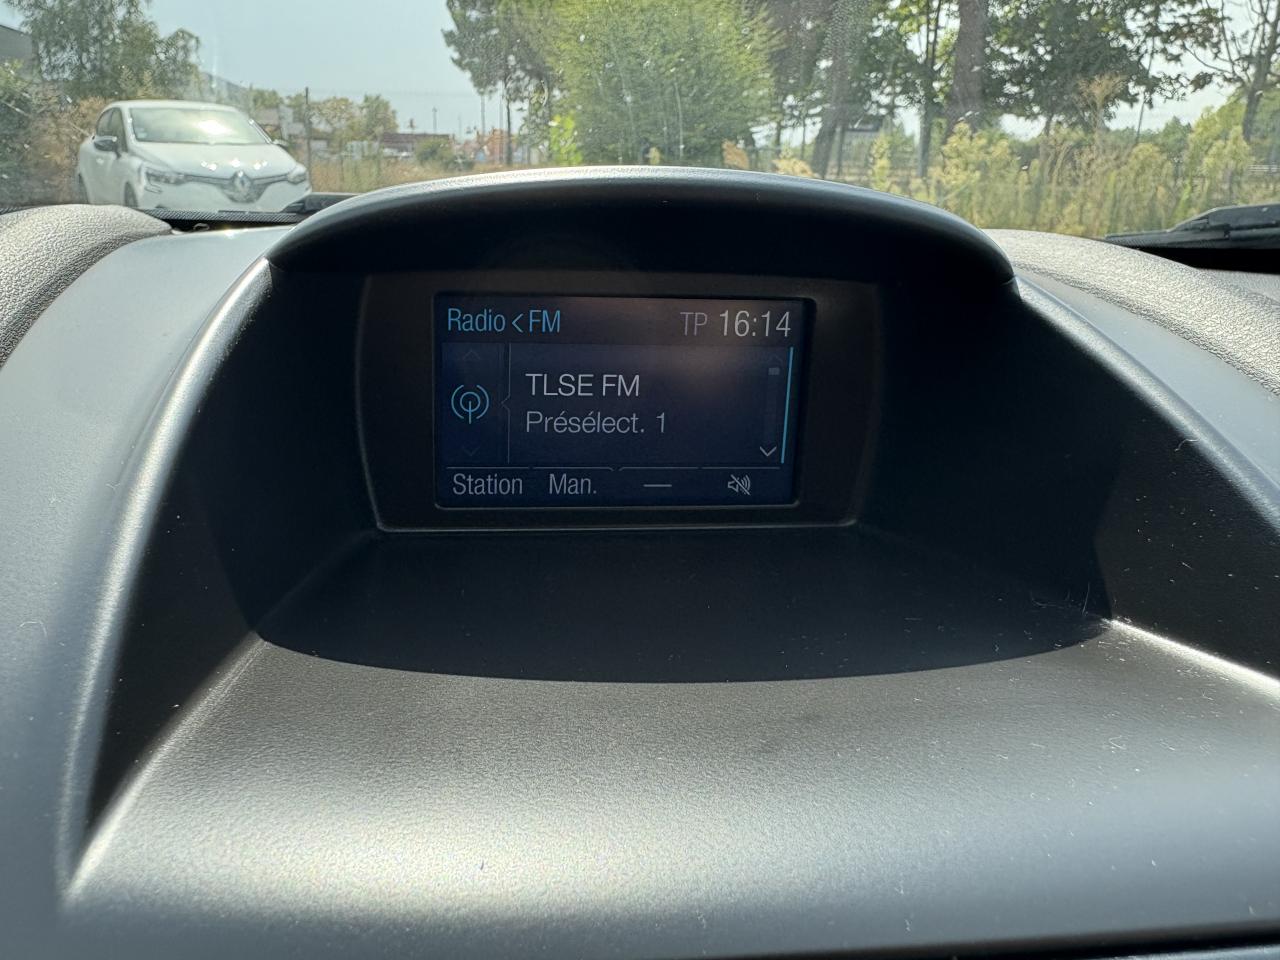 Radio < FM TP 16:14
TLSE FM
Présélect. 1
Station Man. —